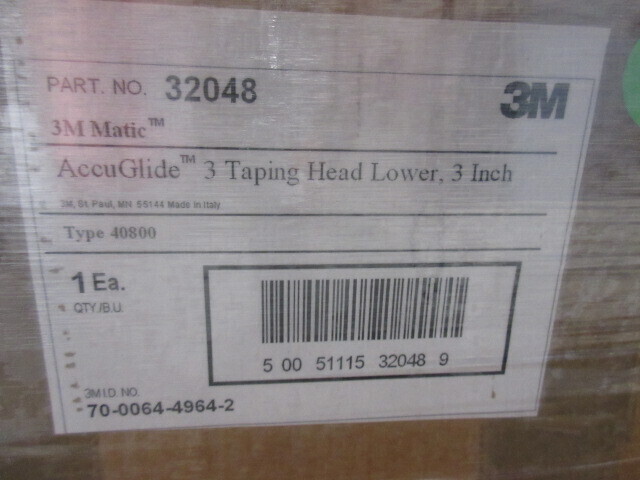 PART. NO. 32048
3M
3M Matic™
AccuGlide™ 3 Taping Head Lower, 3 Inch
3M, St. Paul, MN 55144 Made in Italy
Type 40800
1 Ea.
QTY./B.U.
5 00 51115 32048 9
3M I.D. NO.
70-0064-4964-2